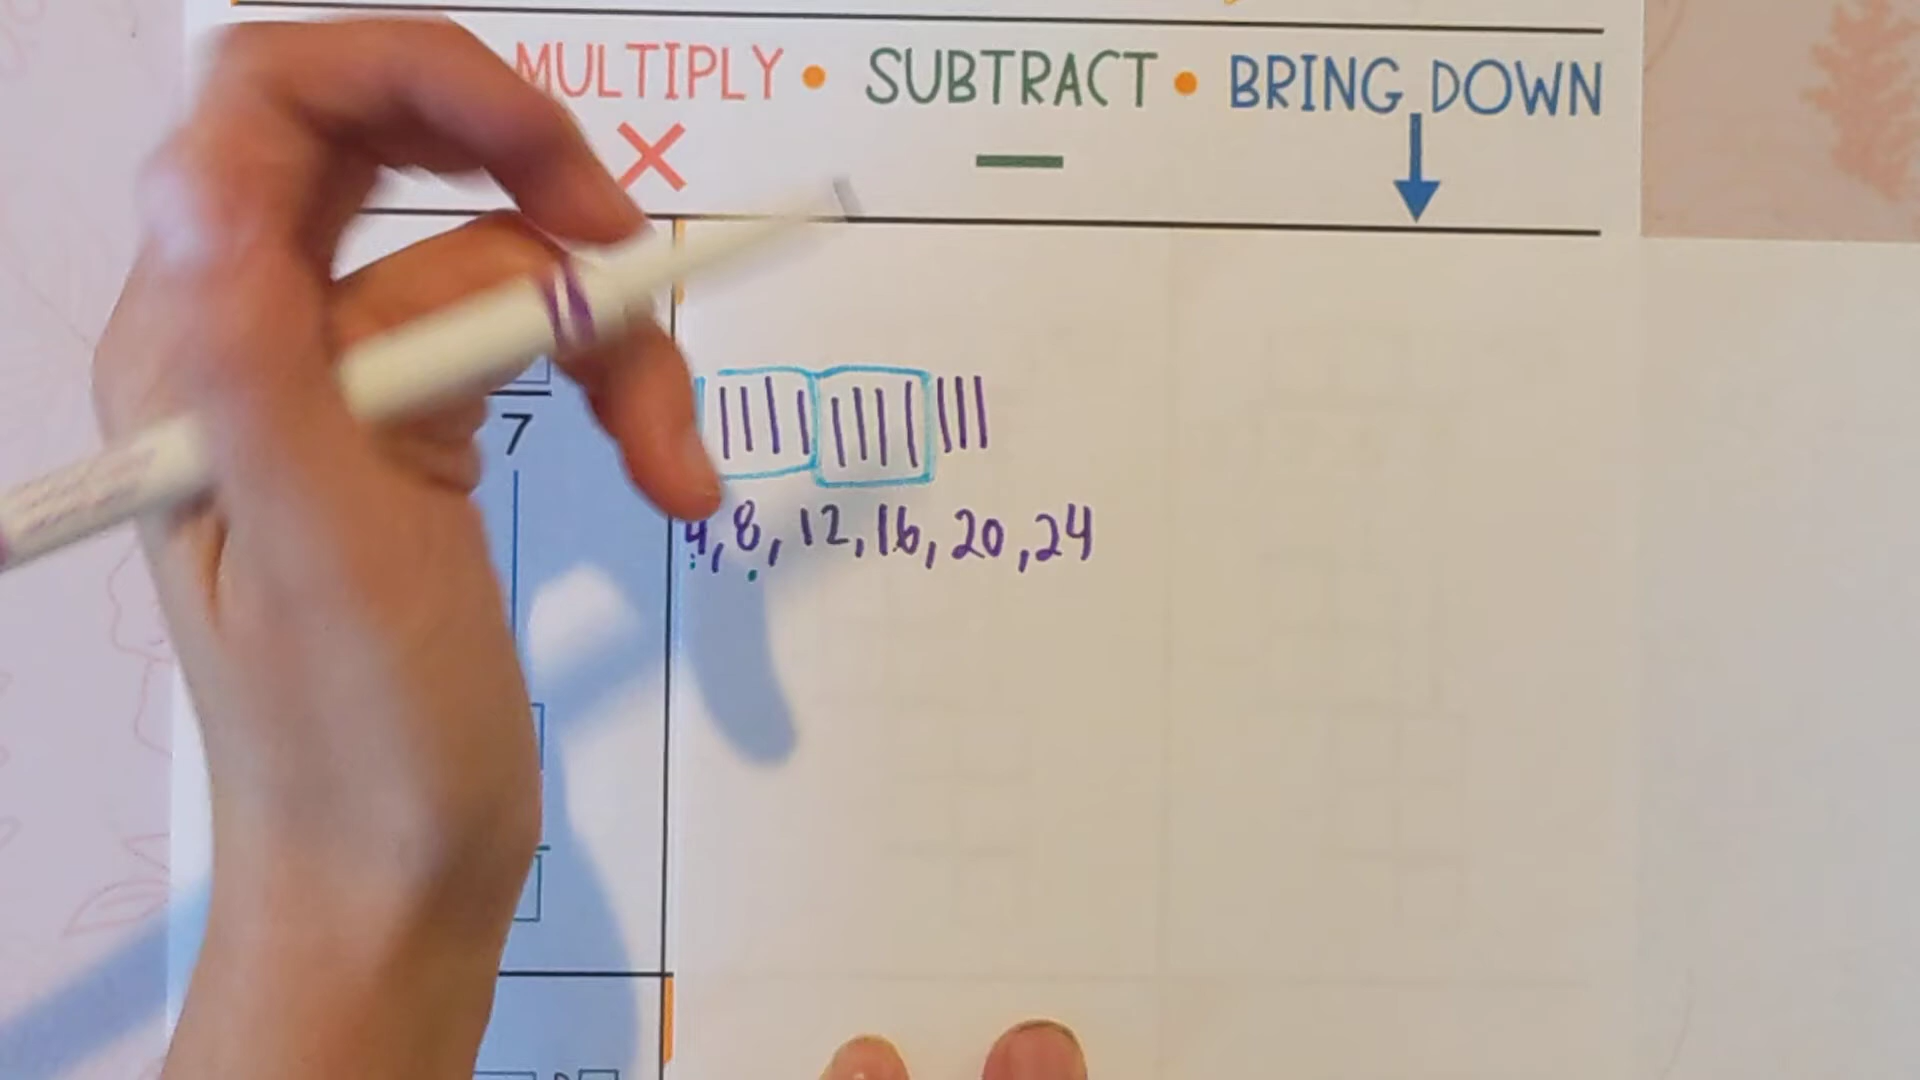 MULTIPLY • SUBTRACT • BRING DOWN
7
4, 8, 12, 16, 20, 24